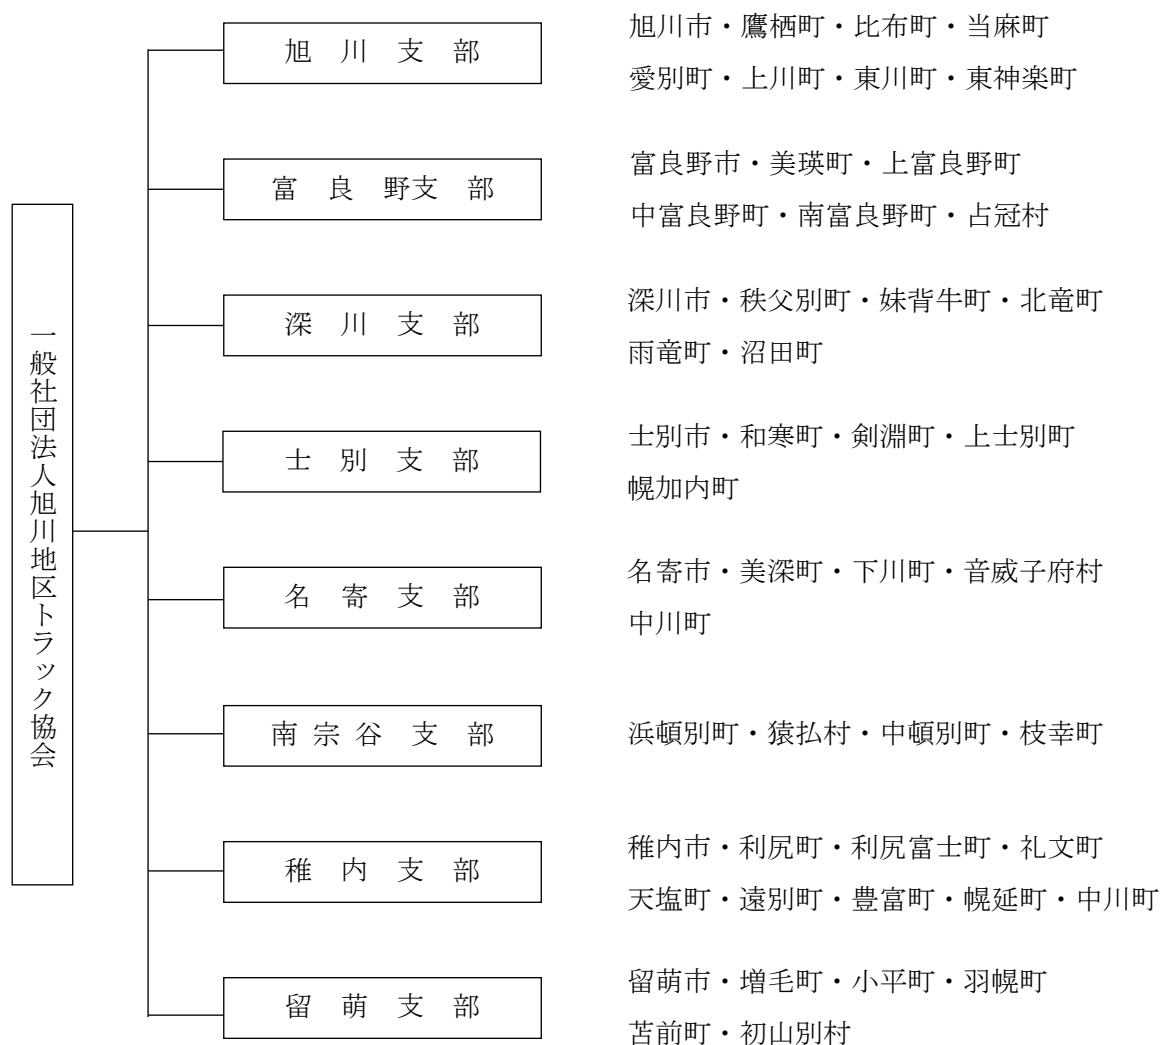 一般社団法人旭川地区トラック協会
旭川支部
旭川市・鷹栖町・比布町・当麻町
愛別町・上川町・東川町・東神楽町
富良野支部
富良野市・美瑛町・上富良野町
中富良野町・南富良野町・占冠村
深川支部
深川市・秩父別町・妹背牛町・北竜町
雨竜町・沼田町
士別支部
士別市・和寒町・剣淵町・上士別町
幌加内町
名寄支部
名寄市・美深町・下川町・音威子府村
中川町
南宗谷支部
浜頓別町・猿払村・中頓別町・枝幸町
稚内支部
稚内市・利尻町・利尻富士町・礼文町
天塩町・遠別町・豊富町・幌延町・中川町
留萌支部
留萌市・増毛町・小平町・羽幌町
苫前町・初山別村